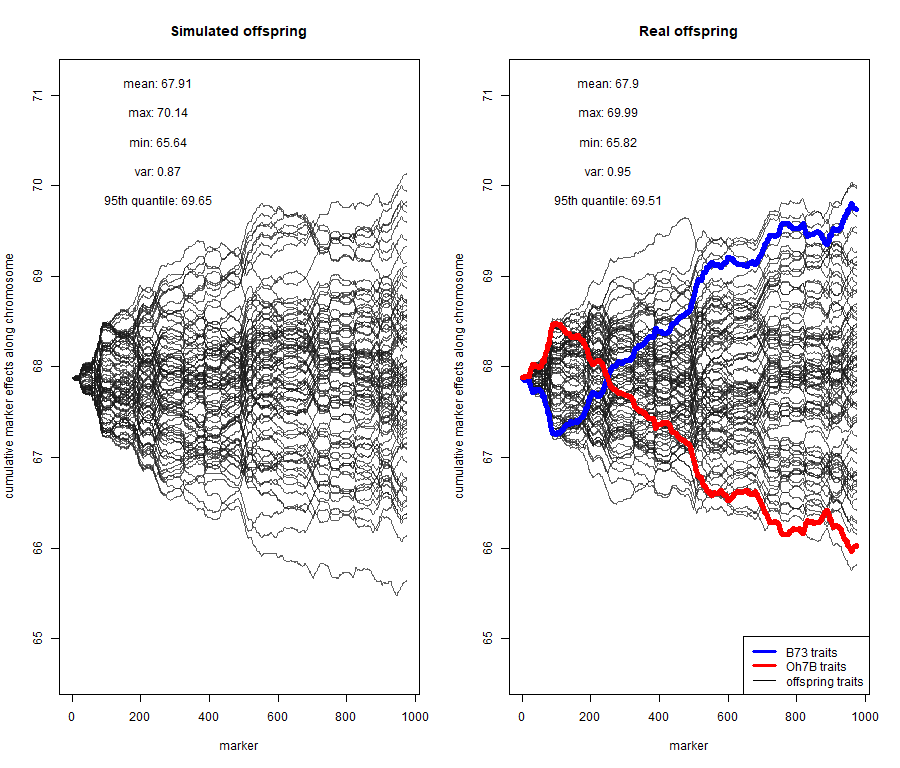 Simulated offspring
mean: 67.91
max: 70.14
min: 65.64
var: 0.87
95th quantile: 69.65
cumulative marker effects along chromosome
71
70
69
68
67
66
65
0 200 400 600 800 1000
marker
Real offspring
mean: 67.9
max: 69.99
min: 65.82
var: 0.95
95th quantile: 69.51
cumulative marker effects along chromosome
71
70
69
68
67
66
65
B73 traits
Oh7B traits
offspring traits
0 200 400 600 800 1000
marker